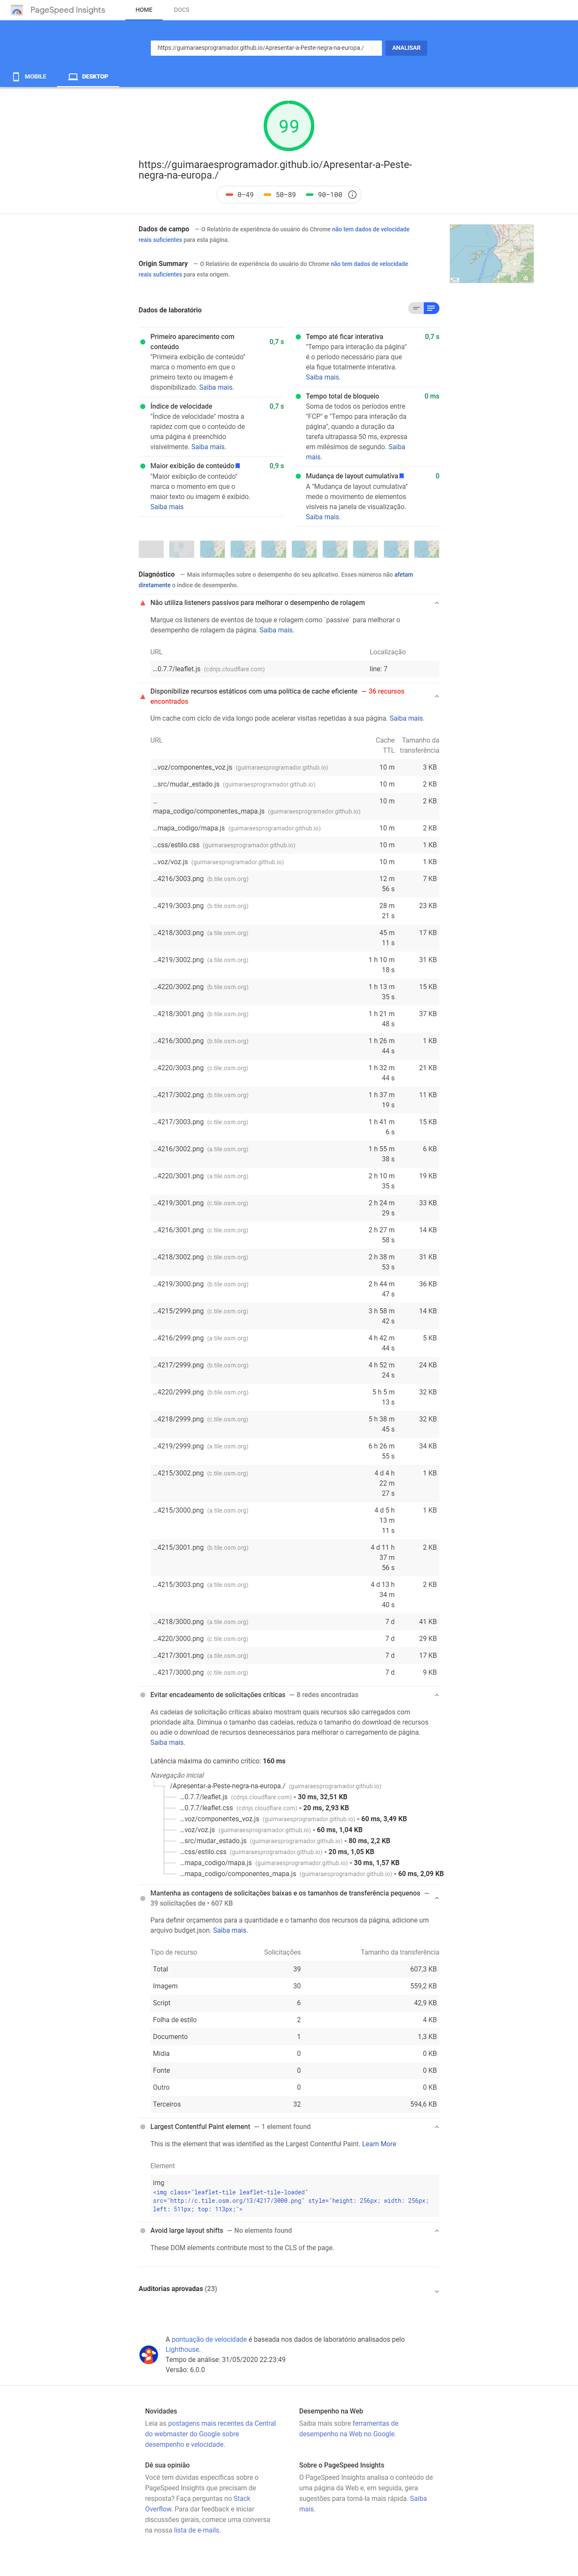 PageSpeed Insights
HOME
DOCS
https://guimaraesprogramador.github.io/Apresentar-a-Peste-negra-na-europa./
ANALISAR
MOBILE
DESKTOP
99
https://guimaraesprogramador.github.io/Apresentar-a-Peste-
negra-na-europa./
0–49
50–89
90–100
Dados de campo — O Relatório de experiência do usuário do Chrome não tem dados de velocidade
reais suficientes para esta página.
Origin Summary — O Relatório de experiência do usuário do Chrome não tem dados de velocidade
reais suficientes para esta origem.
Dados de laboratório
Primeiro aparecimento com
conteúdo
0,7 s
"Primeira exibição de conteúdo"
marca o momento em que o
primeiro texto ou imagem é
disponibilizado. Saiba mais.
Índice de velocidade
0,7 s
"Índice de velocidade" mostra a
rapidez com que o conteúdo de
uma página é preenchido
visivelmente. Saiba mais.
Maior exibição de conteúdo
0,9 s
"Maior exibição de conteúdo"
marca o momento em que o
maior texto ou imagem é exibido.
Saiba mais
Tempo até ficar interativa
0,7 s
"Tempo para interação da página"
é o período necessário para que
ela fique totalmente interativa.
Saiba mais.
Tempo total de bloqueio
0 ms
Soma de todos os períodos entre
"FCP" e "Tempo para interação da
página", quando a duração da
tarefa ultrapassa 50 ms, expressa
em milésimos de segundo. Saiba
mais.
Mudança de layout cumulativa
0
A "Mudança de layout cumulativa"
mede o movimento de elementos
visíveis na janela de visualização.
Saiba mais.
Diagnóstico — Mais informações sobre o desempenho do seu aplicativo. Esses números não afetam
diretamente o índice de desempenho.
Não utiliza listeners passivos para melhorar o desempenho de rolagem
Marque os listeners de eventos de toque e rolagem como `passive` para melhorar o
desempenho de rolagem da página. Saiba mais.
URL Localização
…0.7.7/leaflet.js (cdnjs.cloudflare.com) line: 7
Disponibilize recursos estáticos com uma política de cache eficiente — 36 recursos
encontrados
Um cache com ciclo de vida longo pode acelerar visitas repetidas à sua página. Saiba mais.
URL Cache Tamanho da
TTL transferência
…voz/componentes_voz.js (guimaraesprogramador.github.io) 10 m 3 KB
…src/mudar_estado.js (guimaraesprogramador.github.io) 10 m 2 KB
… 10 m 2 KB
mapa_codigo/componentes_mapa.js (guimaraesprogramador.github.io)
…mapa_codigo/mapa.js (guimaraesprogramador.github.io) 10 m 2 KB
…css/estilo.css (guimaraesprogramador.github.io) 10 m 1 KB
…voz/voz.js (guimaraesprogramador.github.io) 10 m 1 KB
…4216/3003.png (b.tile.osm.org) 12 m 7 KB
56 s
…4219/3003.png (b.tile.osm.org) 28 m 23 KB
21 s
…4218/3003.png (a.tile.osm.org) 45 m 17 KB
11 s
…4219/3002.png (a.tile.osm.org) 1 h 10 m 31 KB
18 s
…4220/3002.png (b.tile.osm.org) 1 h 13 m 15 KB
35 s
…4218/3001.png (b.tile.osm.org) 1 h 21 m 37 KB
48 s
…4216/3000.png (b.tile.osm.org) 1 h 26 m 1 KB
44 s
…4220/3003.png (c.tile.osm.org) 1 h 32 m 21 KB
44 s
…4217/3002.png (b.tile.osm.org) 1 h 37 m 11 KB
19 s
…4217/3003.png (c.tile.osm.org) 1 h 41 m 15 KB
6 s
…4216/3002.png (a.tile.osm.org) 1 h 55 m 6 KB
38 s
…4220/3001.png (a.tile.osm.org) 2 h 10 m 19 KB
35 s
…4219/3001.png (c.tile.osm.org) 2 h 24 m 33 KB
29 s
…4216/3001.png (c.tile.osm.org) 2 h 27 m 14 KB
58 s
…4218/3002.png (c.tile.osm.org) 2 h 38 m 31 KB
53 s
…4219/3000.png (b.tile.osm.org) 2 h 44 m 36 KB
47 s
…4215/2999.png (c.tile.osm.org) 3 h 58 m 14 KB
42 s
…4216/2999.png (a.tile.osm.org) 4 h 42 m 5 KB
44 s
…4217/2999.png (b.tile.osm.org) 4 h 52 m 24 KB
24 s
…4220/2999.png (b.tile.osm.org) 5 h 5 m 32 KB
13 s
…4218/2999.png (c.tile.osm.org) 5 h 38 m 32 KB
45 s
…4219/2999.png (a.tile.osm.org) 6 h 26 m 34 KB
55 s
…4215/3002.png (c.tile.osm.org) 4 d 4 h 1 KB
22 m
27 s
…4215/3000.png (a.tile.osm.org) 4 d 5 h 1 KB
13 m
11 s
…4215/3001.png (b.tile.osm.org) 4 d 11 h 2 KB
37 m
56 s
…4215/3003.png (a.tile.osm.org) 4 d 13 h 2 KB
34 m
40 s
…4218/3000.png (a.tile.osm.org) 7 d 41 KB
…4220/3000.png (c.tile.osm.org) 7 d 29 KB
…4217/3001.png (a.tile.osm.org) 7 d 17 KB
…4217/3000.png (c.tile.osm.org) 7 d 9 KB
Evitar encadeamento de solicitações críticas — 8 redes encontradas
As cadeias de solicitação críticas abaixo mostram quais recursos são carregados com
prioridade alta. Diminua o tamanho das cadeias, reduza o tamanho do download de recursos
ou adie o download de recursos desnecessários para melhorar o carregamento de página.
Saiba mais.
Latência máxima do caminho crítico: 160 ms
Navegação inicial
/Apresentar-a-Peste-negra-na-europa./ (guimaraesprogramador.github.io)
…0.7.7/leaflet.js (cdnjs.cloudflare.com) - 30 ms, 32,51 KB
…0.7.7/leaflet.css (cdnjs.cloudflare.com) - 20 ms, 2,93 KB
…voz/componentes_voz.js (guimaraesprogramador.github.io) - 60 ms, 3,49 KB
…voz/voz.js (guimaraesprogramador.github.io) - 60 ms, 1,04 KB
…src/mudar_estado.js (guimaraesprogramador.github.io) - 80 ms, 2,2 KB
…css/estilo.css (guimaraesprogramador.github.io) - 20 ms, 1,05 KB
…mapa_codigo/mapa.js (guimaraesprogramador.github.io) - 30 ms, 1,57 KB
…mapa_codigo/componentes_mapa.js (guimaraesprogramador.github.io) - 60 ms, 2,09 KB
Mantenha as contagens de solicitações baixas e os tamanhos de transferência pequenos —
39 solicitações de • 607 KB
Para definir orçamentos para a quantidade e o tamanho dos recursos da página, adicione um
arquivo budget.json. Saiba mais.
Tipo de recurso Solicitações Tamanho da transferência
Total 39 607,3 KB
Imagem 30 559,2 KB
Script 6 42,9 KB
Folha de estilo 2 4 KB
Documento 1 1,3 KB
Mídia 0 0 KB
Fonte 0 0 KB
Outro 0 0 KB
Terceiros 32 594,6 KB
Largest Contentful Paint element — 1 element found
This is the element that was identified as the Largest Contentful Paint. Learn More
Element
img
<img class="leaflet-tile leaflet-tile-loaded"
src="http://c.tile.osm.org/13/4217/3000.png" style="height: 256px; width: 256px;
left: 511px; top: 113px;">
Avoid large layout shifts — No elements found
These DOM elements contribute most to the CLS of the page.
Auditorias aprovadas (23)
A pontuação de velocidade é baseada nos dados de laboratório analisados pelo
Lighthouse.
Tempo de análise: 31/05/2020 22:23:49
Versão: 6.0.0
Novidades
Leia as postagens mais recentes da Central
do webmaster do Google sobre
desempenho e velocidade.
Desempenho na Web
Saiba mais sobre ferramentas de
desempenho na Web no Google.
Dê sua opinião
Você tem dúvidas específicas sobre o
PageSpeed Insights que precisam de
resposta? Faça perguntas no Stack
Overflow. Para dar feedback e iniciar
discussões gerais, comece uma conversa
na nossa lista de e-mails.
Sobre o PageSpeed Insights
O PageSpeed Insights analisa o conteúdo de
uma página da Web e, em seguida, gera
sugestões para torná-la mais rápida. Saiba
mais.